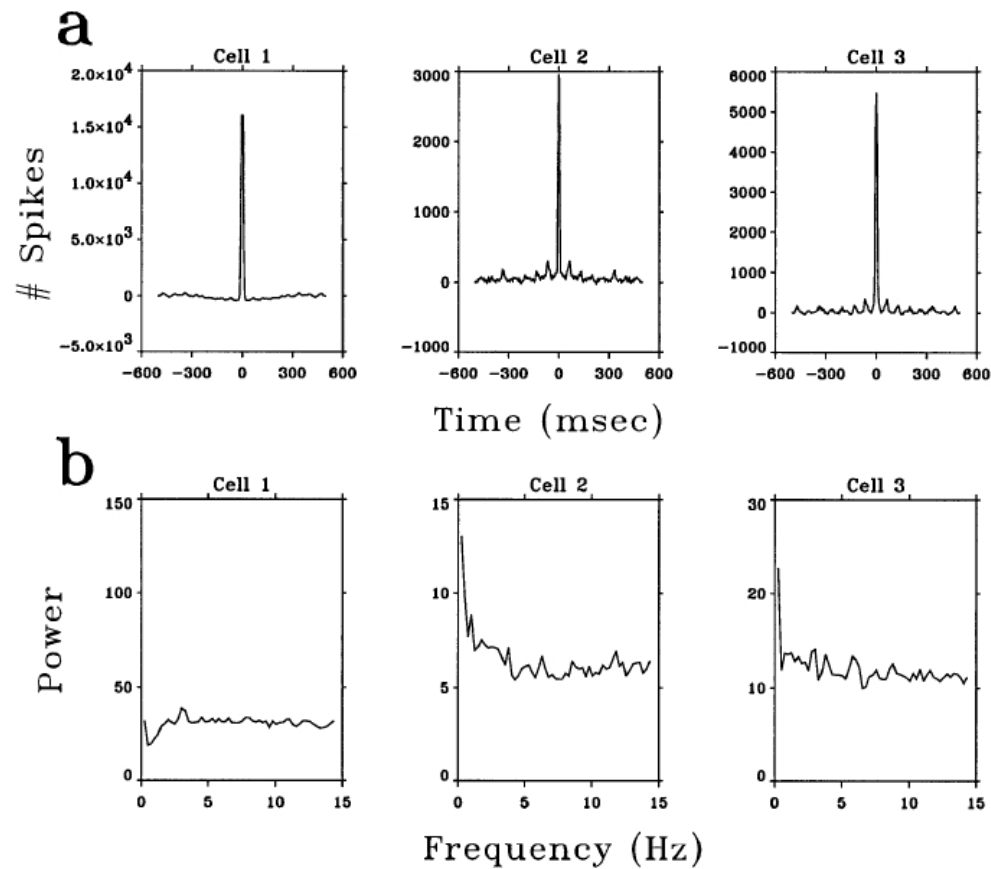 a
Cell 1 Cell 2 Cell 3
# Spikes
2.0×10⁴
1.5×10⁴
1.0×10⁴
5.0×10³
0
−5.0×10³
−600 −300 0 300 600
3000
2000
1000
0
−1000
−600 −300 0 300 600
6000
5000
4000
3000
2000
1000
0
−1000
−600 −300 0 300 600
Time (msec)
b
Cell 1 Cell 2 Cell 3
Power
150
100
50
0
0 5 10 15
15
10
5
0
0 5 10 15
30
20
10
0
0 5 10 15
Frequency (Hz)